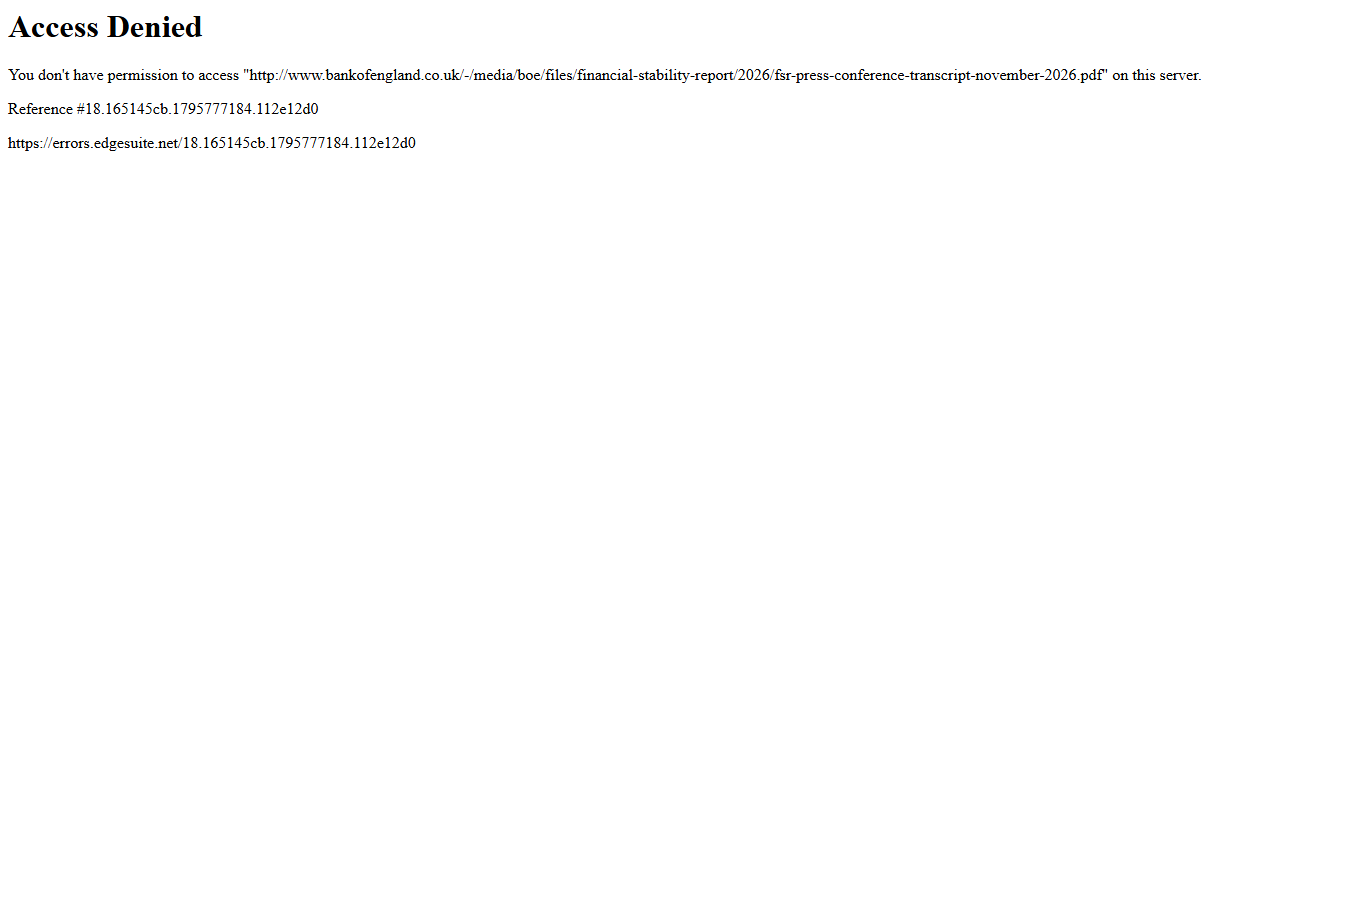 Access Denied
You don't have permission to access "http://www.bankofengland.co.uk/-/media/boe/files/financial-stability-report/2026/fsr-press-conference-transcript-november-2026.pdf" on this server.
Reference #18.165145cb.1795777184.112e12d0
https://errors.edgesuite.net/18.165145cb.1795777184.112e12d0